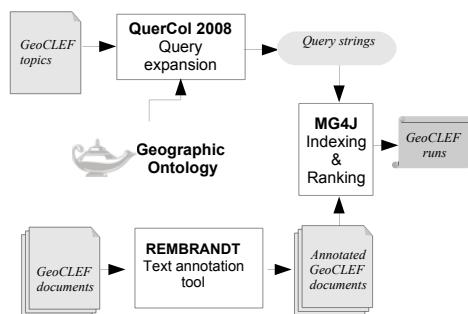 GeoCLEF
topics
QuerCol 2008
Query
expansion
Query strings
Geographic
Ontology
MG4J
Indexing
&
Ranking
GeoCLEF
runs
GeoCLEF
documents
REMBRANDT
Text annotation
tool
Annotated
GeoCLEF
documents